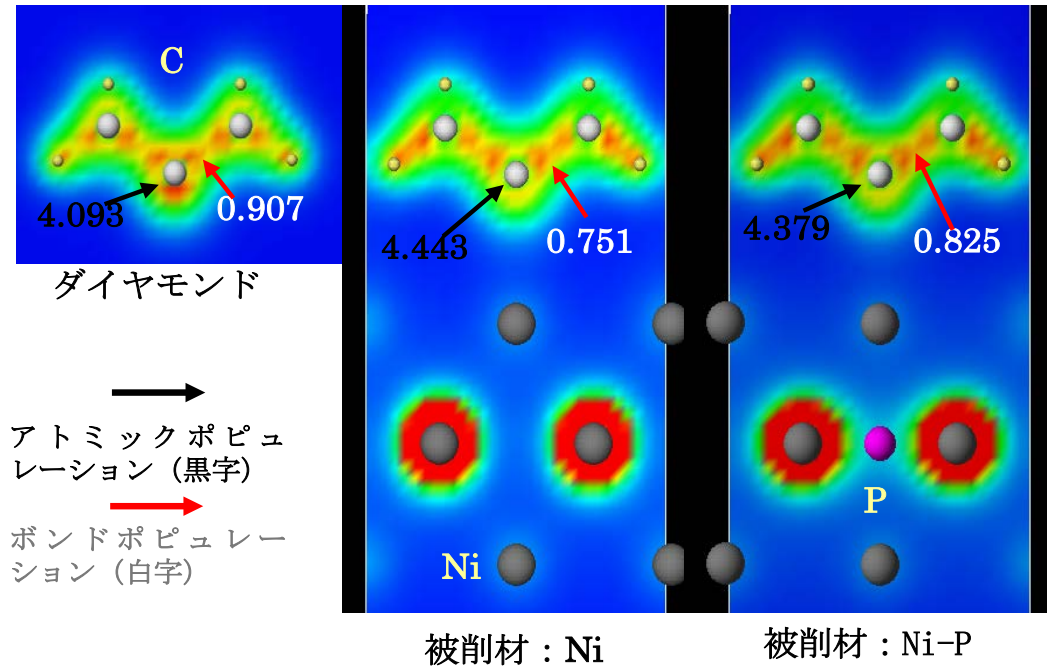 C
4.093
0.907
ダイヤモンド
アトミックポピュ
レーション（黒字）
ボンドポピュレー
ション（白字）
4.443
0.751
Ni
被削材：Ni
4.379
0.825
P
被削材：Ni-P